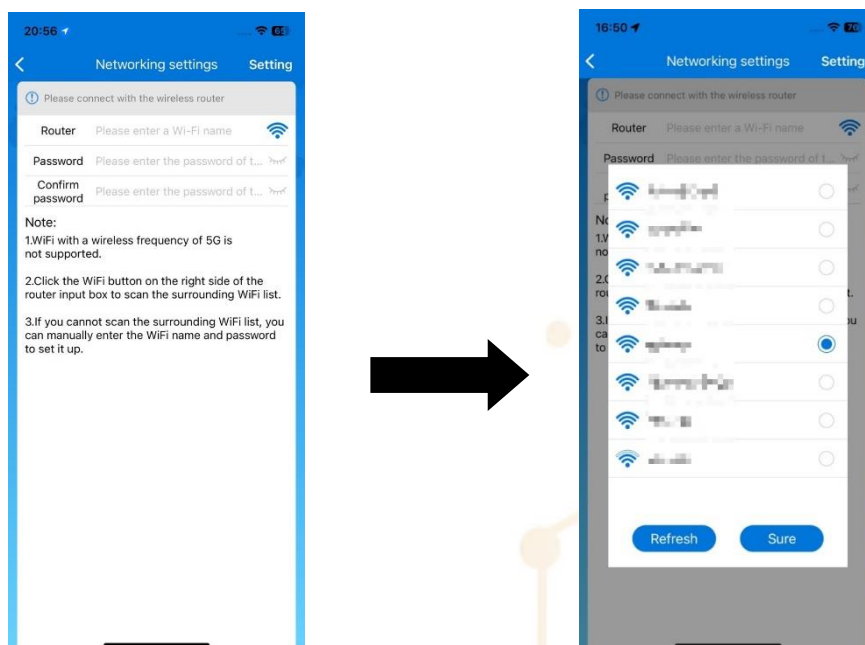 20:56
Networking settings
Setting
Please connect with the wireless router
Router
Please enter a Wi-Fi name
Password
Please enter the password of t...
Confirm
password
Please enter the password of t...
Note:
1.WiFi with a wireless frequency of 5G is
not supported.
2.Click the WiFi button on the right side of the
router input box to scan the surrounding WiFi list.
3.If you cannot scan the surrounding WiFi list, you
can manually enter the WiFi name and password
to set it up.
16:50
70
Networking settings
Setting
Please connect with the wireless router
Router
Please enter a Wi-Fi name
Password
Please enter the password of t...
Refresh
Sure